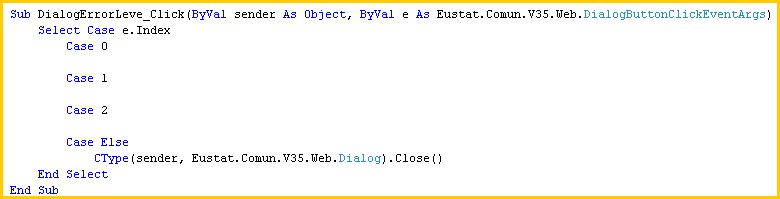 Sub DialogErrorLeve_Click(ByVal sender As Object, ByVal e As Eustat.Comun.V35.Web.DialogButtonClickEventArgs)
    Select Case e.Index
        Case 0
        Case 1
        Case 2
        Case Else
            CType(sender, Eustat.Comun.V35.Web.Dialog).Close()
    End Select
End Sub